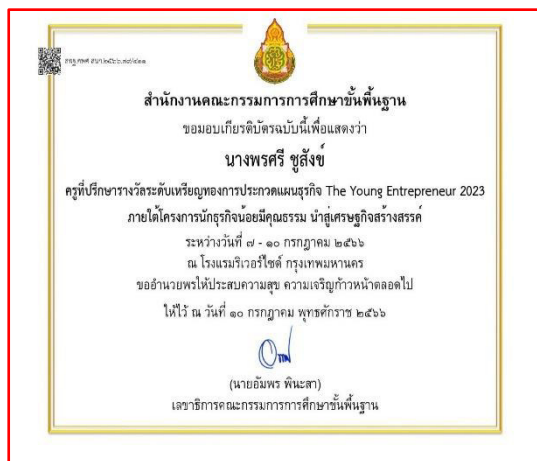 สำนักงานคณะกรรมการการศึกษาขั้นพื้นฐาน
ขอมอบเกียรติบัตรฉบับนี้เพื่อแสดงว่า
นางพรศรี ชูสังข์
ครูที่ปรึกษารางวัลระดับเหรียญทองการประกวดแผนธุรกิจ The Young Entrepreneur 2023
ภายใต้โครงการนักธุรกิจน้อยมีคุณธรรม นำสู่เศรษฐกิจสร้างสรรค์
ระหว่างวันที่ ๗ - ๑๐ กรกฎาคม ๒๕๖๖
ณ โรงแรมริเวอร์ไซด์ กรุงเทพมหานคร
ขออำนวยพรให้ประสบความสุข ความเจริญก้าวหน้าตลอดไป
ให้ไว้ ณ วันที่ ๑๐ กรกฎาคม พุทธศักราช ๒๕๖๖
(นายอัมพร พินะสา)
เลขาธิการคณะกรรมการการศึกษาขั้นพื้นฐาน